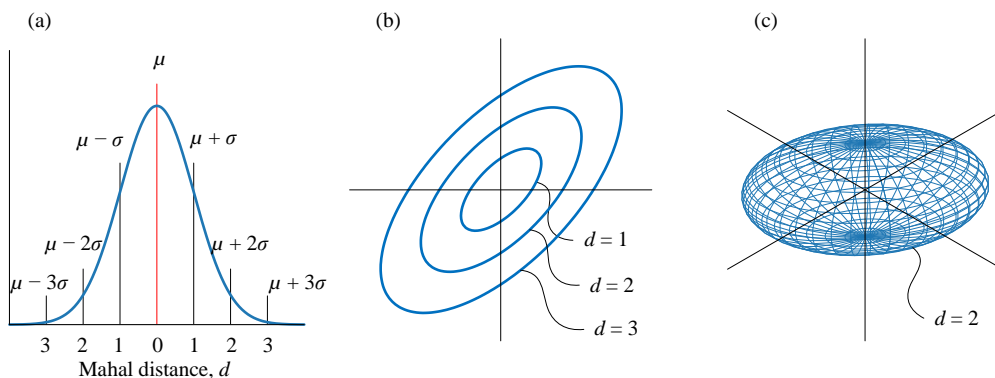 (a)
μ
μ − σ
μ + σ
μ − 2σ
μ + 2σ
μ − 3σ
μ + 3σ
3 2 1 0 1 2 3
Mahal distance, d
(b)
d = 1
d = 2
d = 3
(c)
d = 2